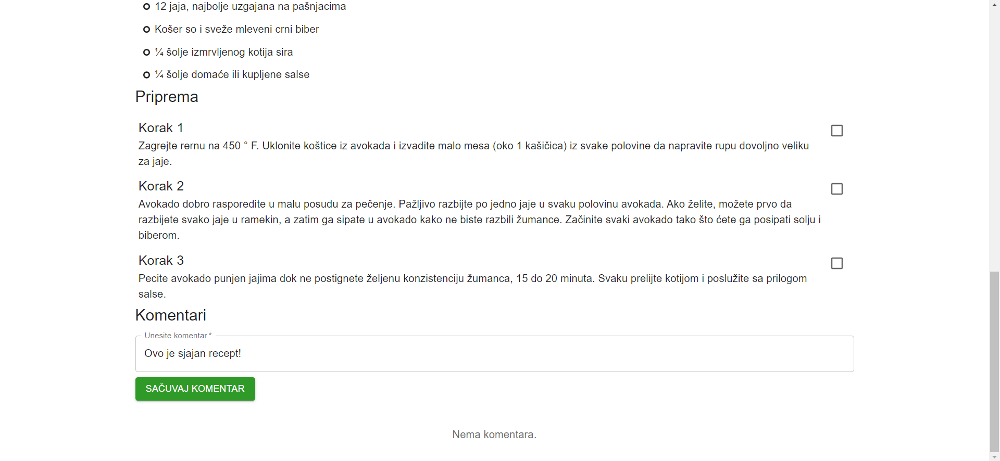 12 jaja, najbolje uzgajana na pašnjacima
Košer so i sveže mleveni crni biber
¼ šolje izmrvljenog kotija sira
¼ šolje domaće ili kupljene salse
Priprema
Korak 1
Zagrejte rernu na 450 ° F. Uklonite koštice iz avokada i izvadite malo mesa (oko 1 kašičica) iz svake polovine da napravite rupu dovoljno veliku
za jaje.
Korak 2
Avokado dobro rasporedite u malu posudu za pečenje. Pažljivo razbijte po jedno jaje u svaku polovinu avokada. Ako želite, možete prvo da
razbijete svako jaje u ramekin, a zatim ga sipate u avokado kako ne biste razbili žumance. Začinite svaki avokado tako što ćete ga posipati solju i
biberom.
Korak 3
Pecite avokado punjen jajima dok ne postignete željenu konzistenciju žumanca, 15 do 20 minuta. Svaku prelijte kotijom i poslužite sa prilogom
salse.
Komentari
Unesite komentar *
Ovo je sjajan recept!
SAČUVAJ KOMENTAR
Nema komentara.